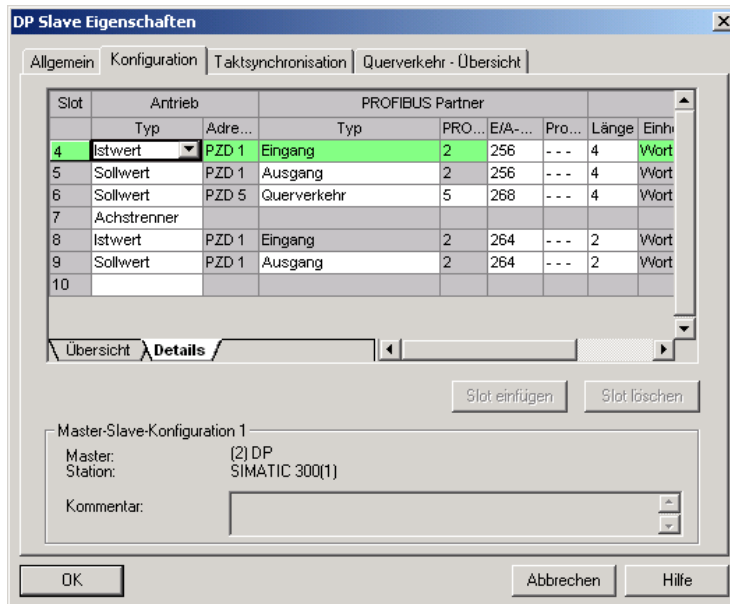 DP Slave Eigenschaften
Allgemein Konfiguration Taktsynchronisation Querverkehr - Übersicht
Slot Antrieb PROFIBUS Partner
Typ Adre... Typ PRO... E/A-... Pro... Länge Einh
4 Istwert PZD 1 Eingang 2 256 - - - 4 Wort
5 Sollwert PZD 1 Ausgang 2 256 - - - 4 Wort
6 Sollwert PZD 5 Querverkehr 5 268 - - - 4 Wort
7 Achstrenner
8 Istwert PZD 1 Eingang 2 264 - - - 2 Wort
9 Sollwert PZD 1 Ausgang 2 264 - - - 2 Wort
10
Übersicht Details
Slot einfügen Slot löschen
Master-Slave-Konfiguration 1
Master: (2) DP
Station: SIMATIC 300(1)
Kommentar:
OK Abbrechen Hilfe